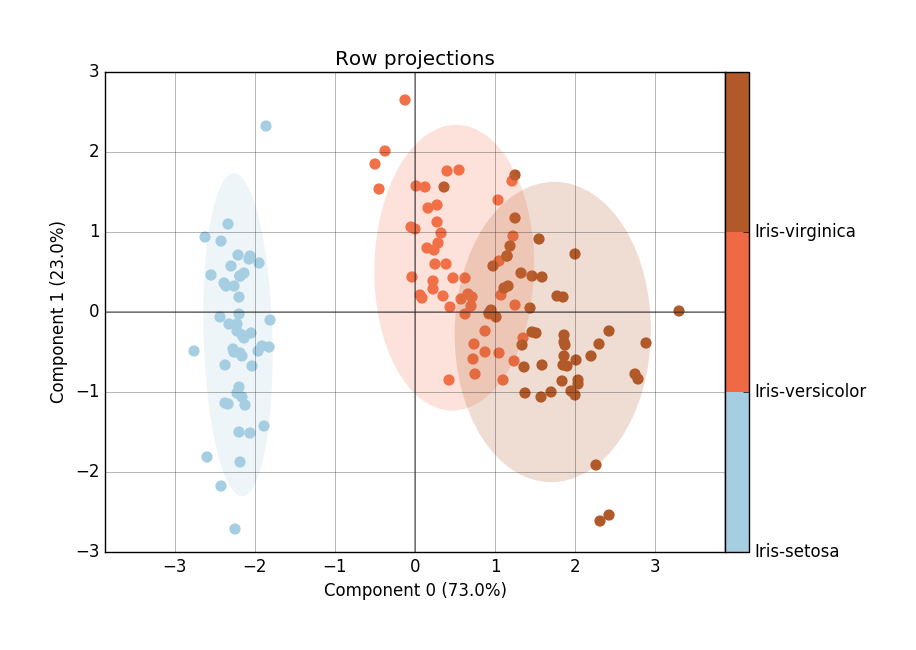 Row projections
3
2
1
0
−1
−2
−3
Component 1 (23.0%)
−3
−2
−1
0
1
2
3
Component 0 (73.0%)
Iris-virginica
Iris-versicolor
Iris-setosa